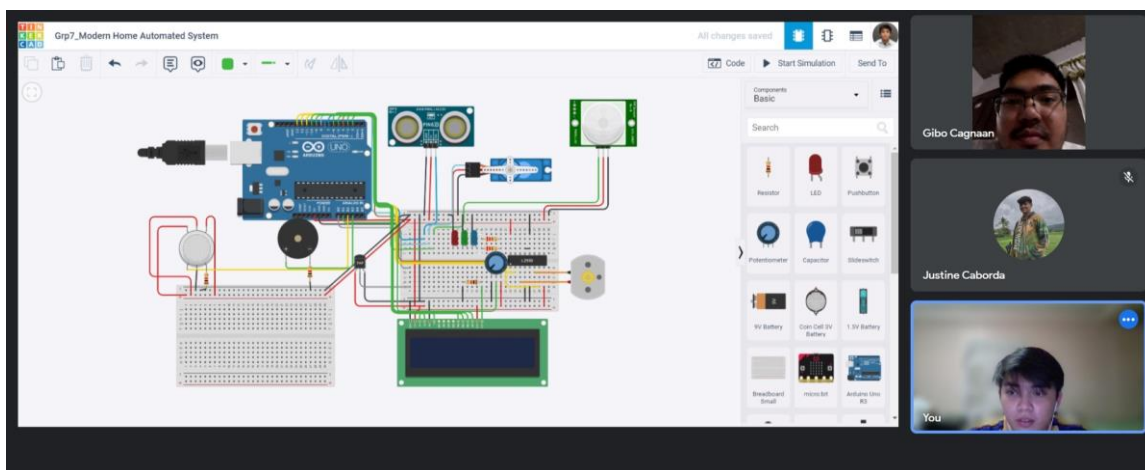 TIN
KER
CAD
Grp7_Modern Home Automated System
All changes saved
Code
Start Simulation
Send To
Components
Basic
Search
Resistor
LED
Pushbutton
Potentiometer
Capacitor
Slideswitch
9V Battery
Coin Cell 3V
Battery
1.5V Battery
Breadboard
Small
micro:bit
Arduino Uno
R3
ARDUINO
UNO
POWER
L293D
Gibo Cagnaan
Justine Caborda
You